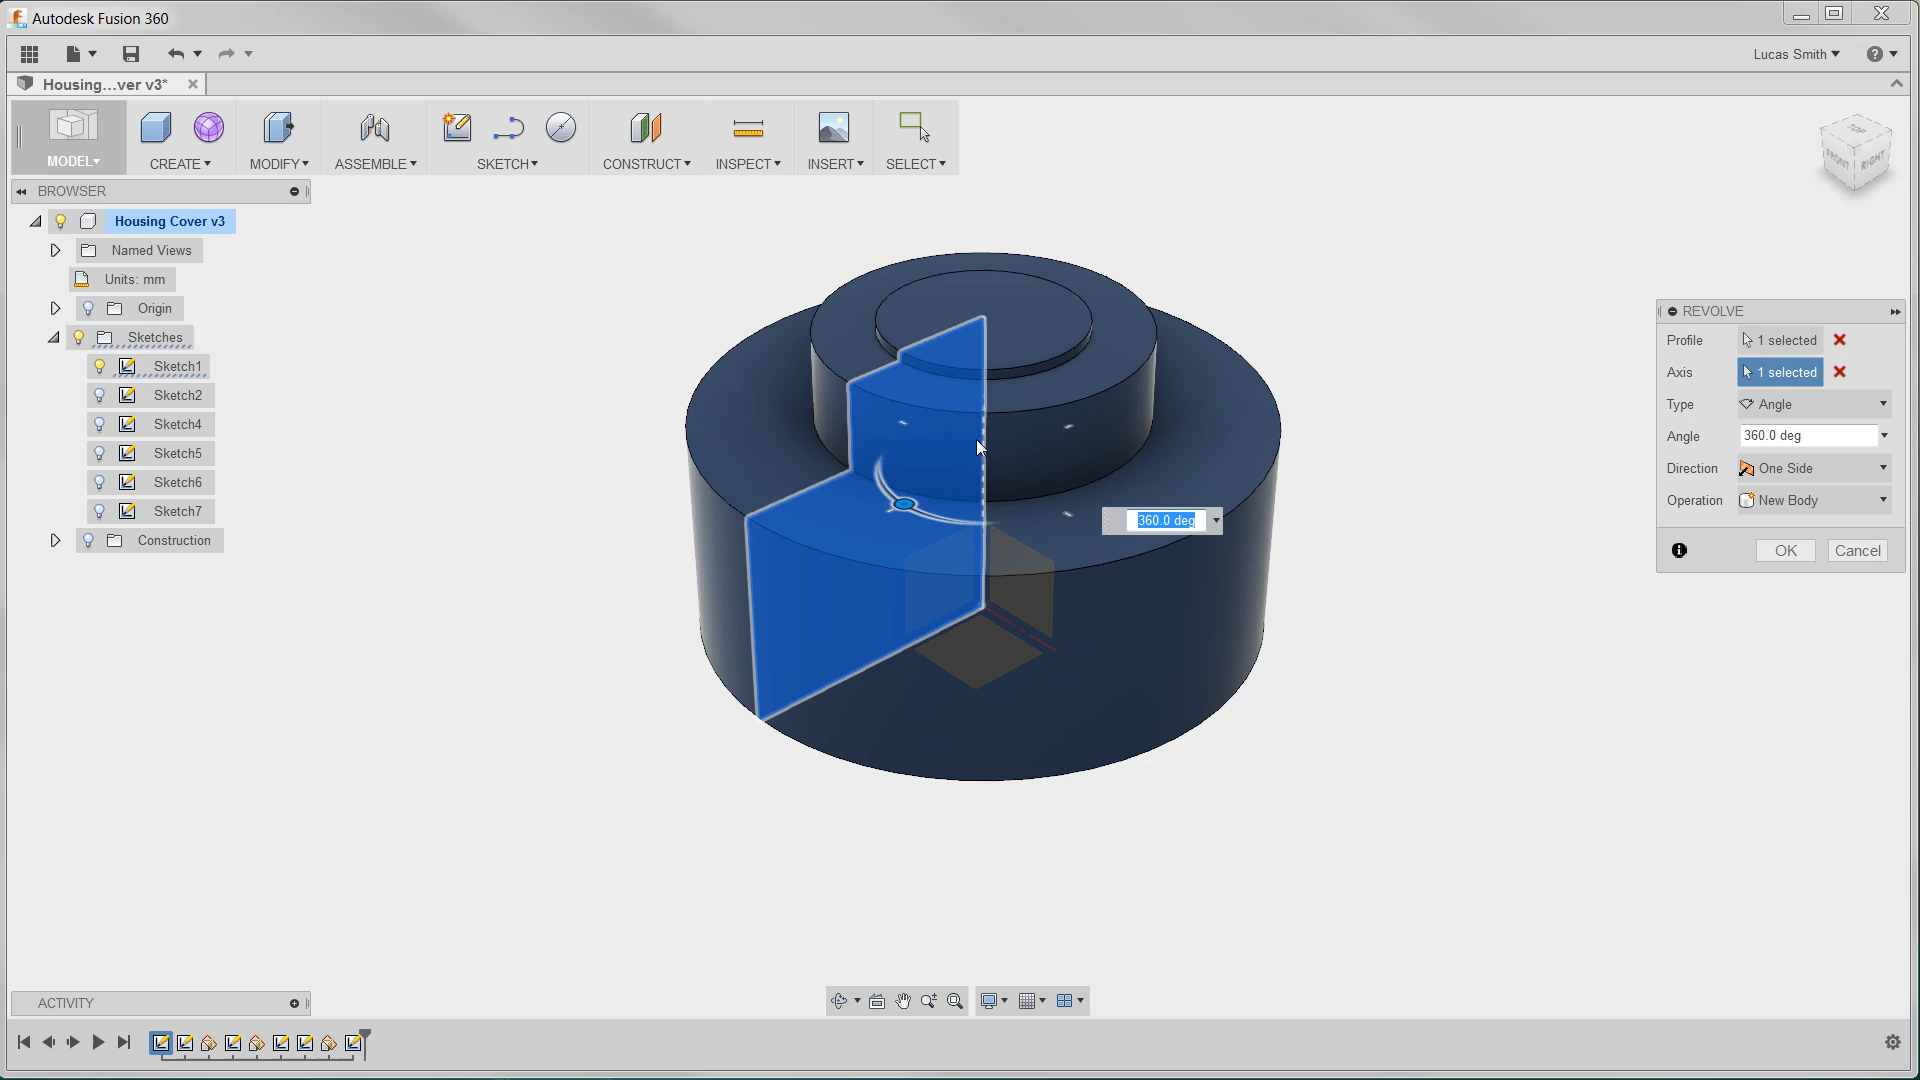 Autodesk Fusion 360
Lucas Smith
Housing...ver v3*
MODEL
CREATE
MODIFY
ASSEMBLE
SKETCH
CONSTRUCT
INSPECT
INSERT
SELECT
TOP
FRONT
RIGHT
BROWSER
Housing Cover v3
Named Views
Units: mm
Origin
Sketches
Sketch1
Sketch2
Sketch4
Sketch5
Sketch6
Sketch7
Construction
REVOLVE
Profile 1 selected
Axis 1 selected
Type Angle
Angle 360.0 deg
Direction One Side
Operation New Body
OK Cancel
360.0 deg
ACTIVITY